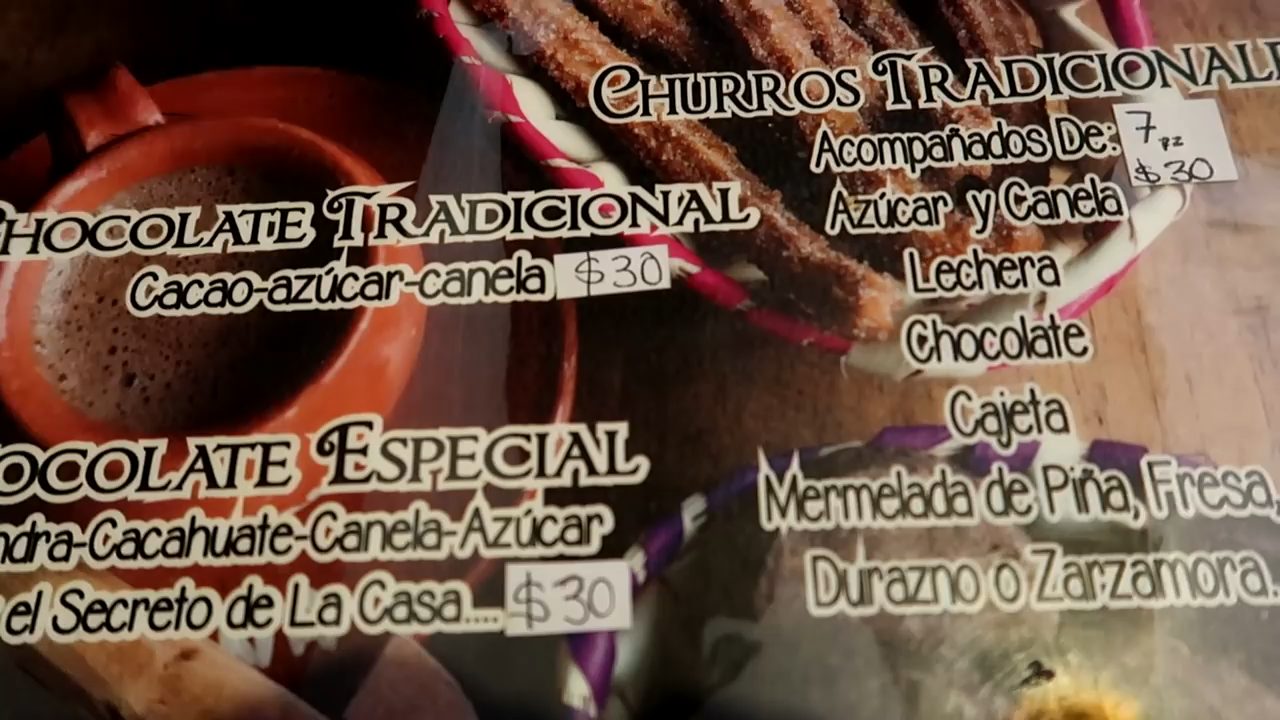 CHOCOLATE TRADICIONAL
Cacao-azúcar-canela $30
OCOLATE ESPECIAL
ndra-Cacahuate-Canela-Azúcar
el Secreto de La Casa.... $30
CHURROS TRADICIONALE
Acompañados De: 7 pz $30
Azúcar y Canela
Lechera
Chocolate
Cajeta
Mermelada de Piña, Fresa,
Durazno o Zarzamora.